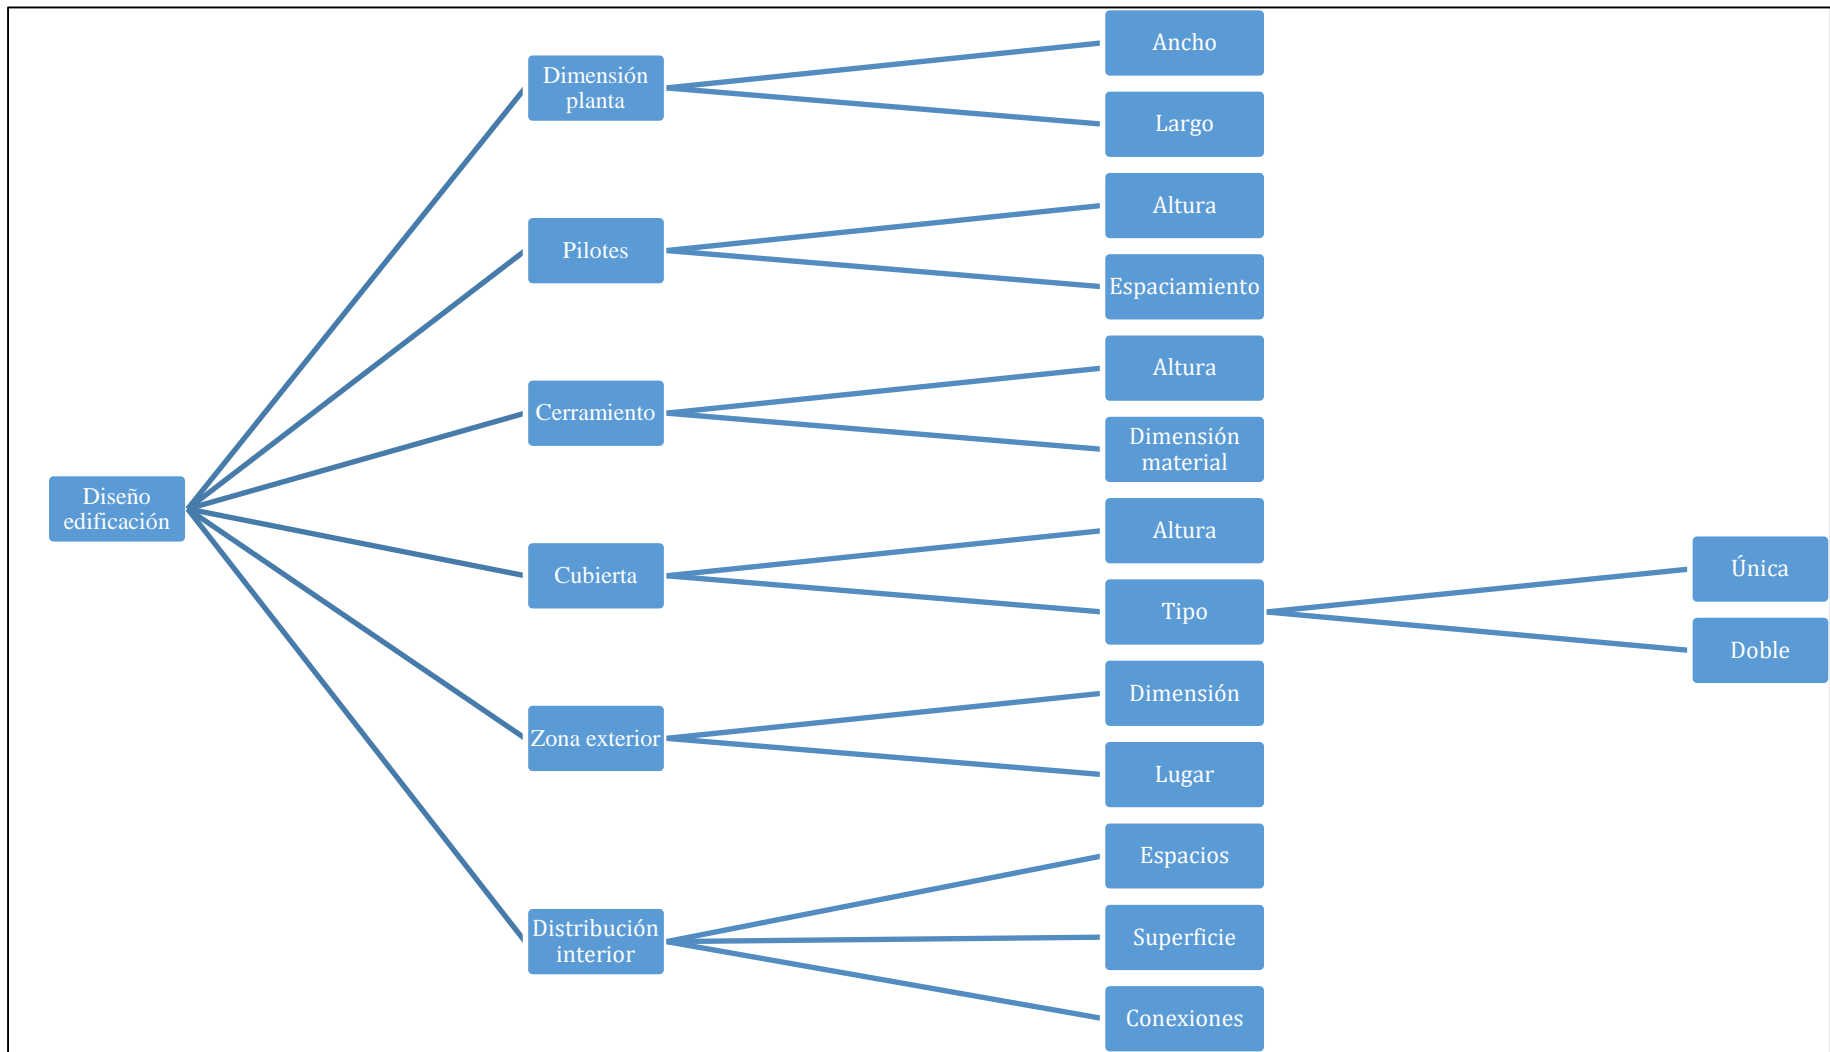 Diseño
edificación
Dimensión
planta
Ancho
Largo
Pilotes
Altura
Espaciamiento
Cerramiento
Altura
Dimensión
material
Cubierta
Altura
Tipo
Única
Doble
Zona exterior
Dimensión
Lugar
Distribución
interior
Espacios
Superficie
Conexiones